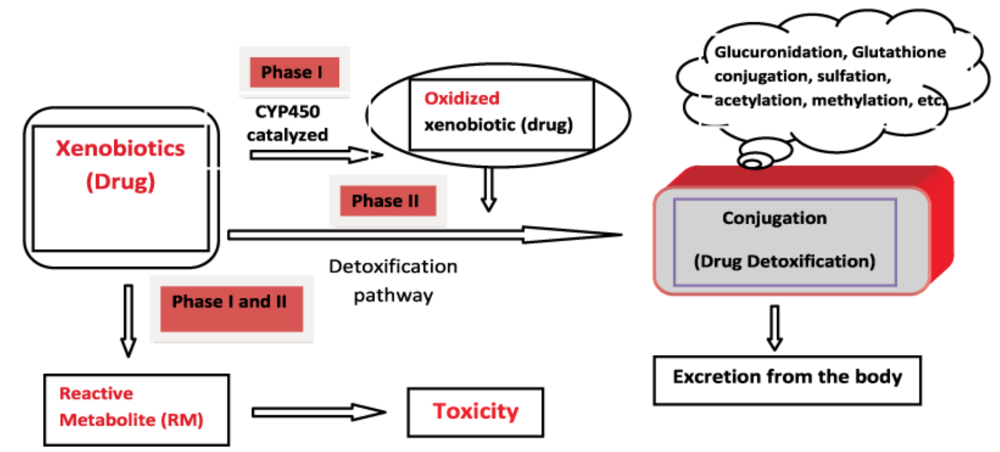 Phase I
CYP450
catalyzed
Xenobiotics
(Drug)
Oxidized
xenobiotic (drug)
Glucuronidation, Glutathione
conjugation, sulfation,
acetylation, methylation, etc.
Phase II
Detoxification
pathway
Conjugation
(Drug Detoxification)
Phase I and II
Reactive
Metabolite (RM)
Toxicity
Excretion from the body